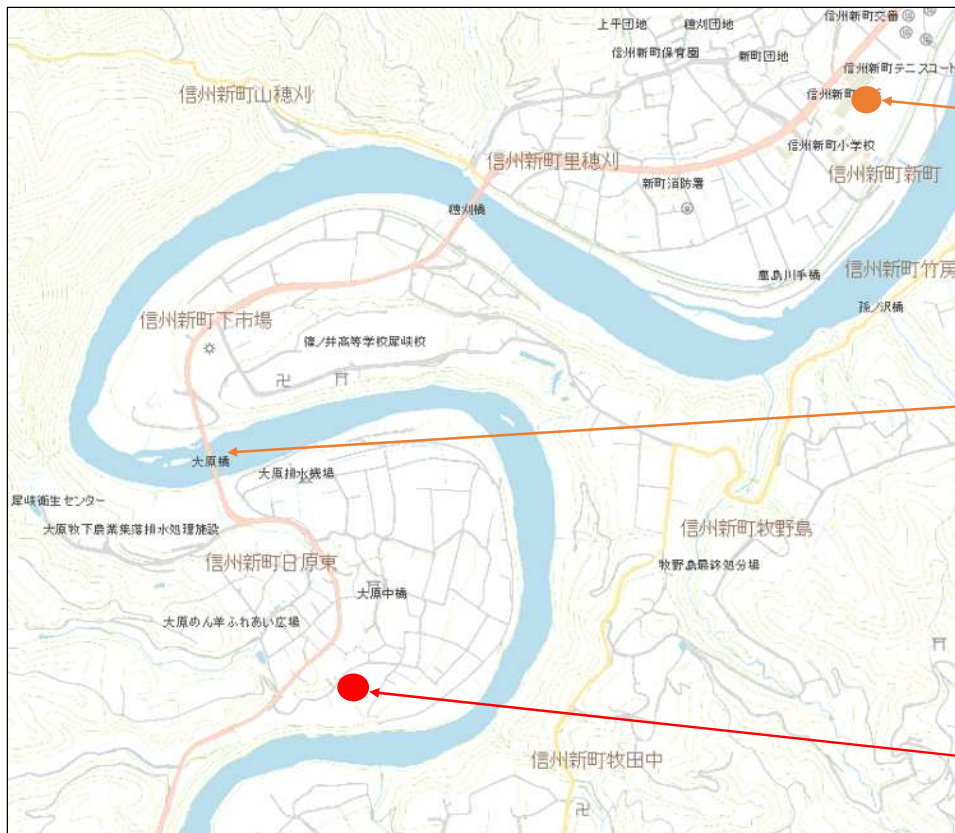 信州新町交番
上平団地
穂刈団地
信州新町保育園
新町団地
信州新町テニスコート
信州新町山穂刈
信州新町
信州新町小学校
信州新町里穂刈
信州新町新町
新町消防署
穂刈橋
信州新町竹房
鹿島川手橋
孫ノ沢橋
信州新町下市場
篠ノ井高等学校犀峡校
大原橋
大原排水機場
犀峡衛生センター
大原牧下農業集落排水処理施設
信州新町牧野島
信州新町日原東
牧野島最終処分場
大原中橋
大原めん羊ふれあい広場
信州新町牧田中